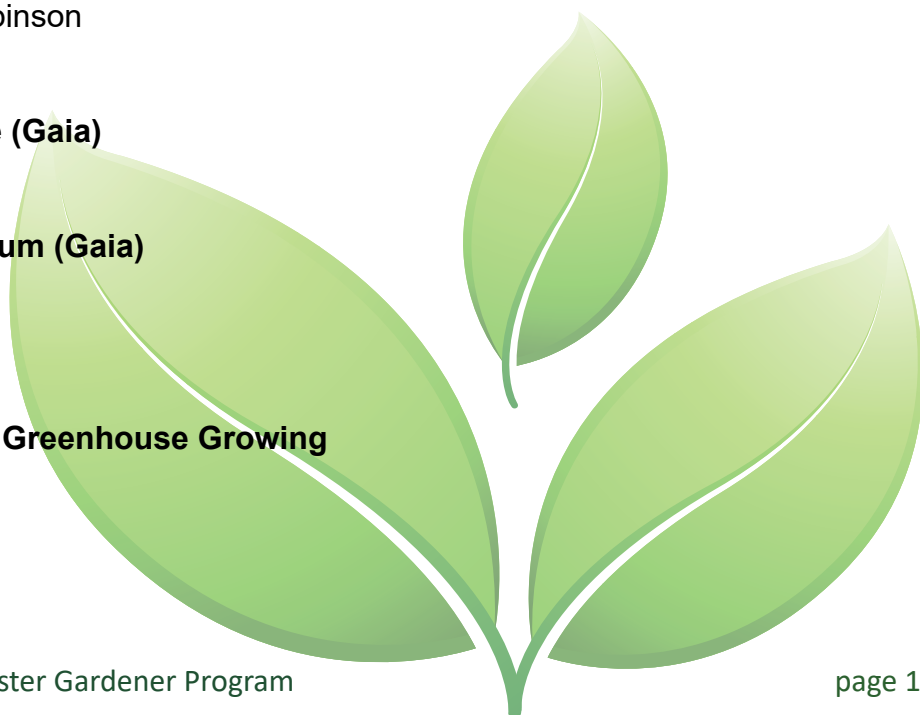 binson
e (Gaia)
um (Gaia)
Greenhouse Growing
ster Gardener Program page 1